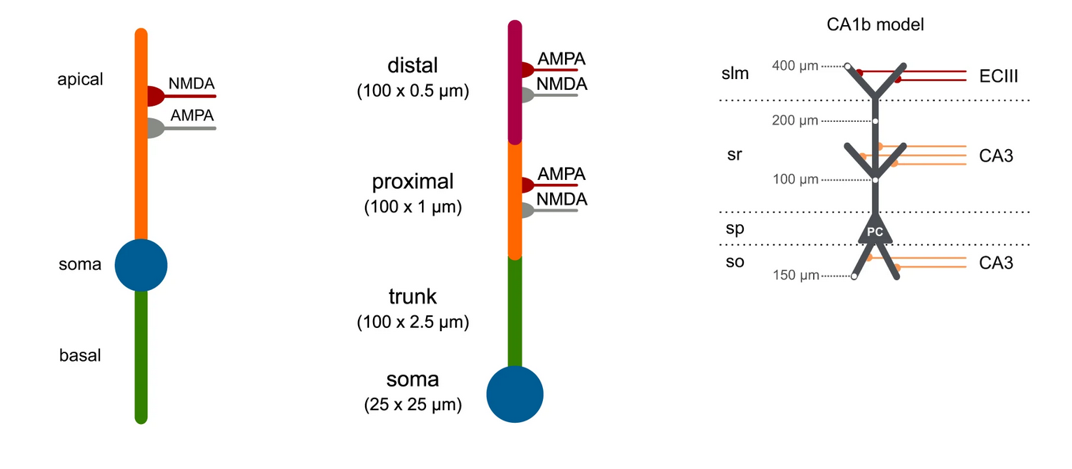 apical
NMDA
AMPA
soma
basal
distal
(100 x 0.5 µm)
AMPA
NMDA
proximal
(100 x 1 µm)
AMPA
NMDA
trunk
(100 x 2.5 µm)
soma
(25 x 25 µm)
CA1b model
slm
400 µm
ECIII
200 µm
sr
CA3
100 µm
sp
PC
so
CA3
150 µm